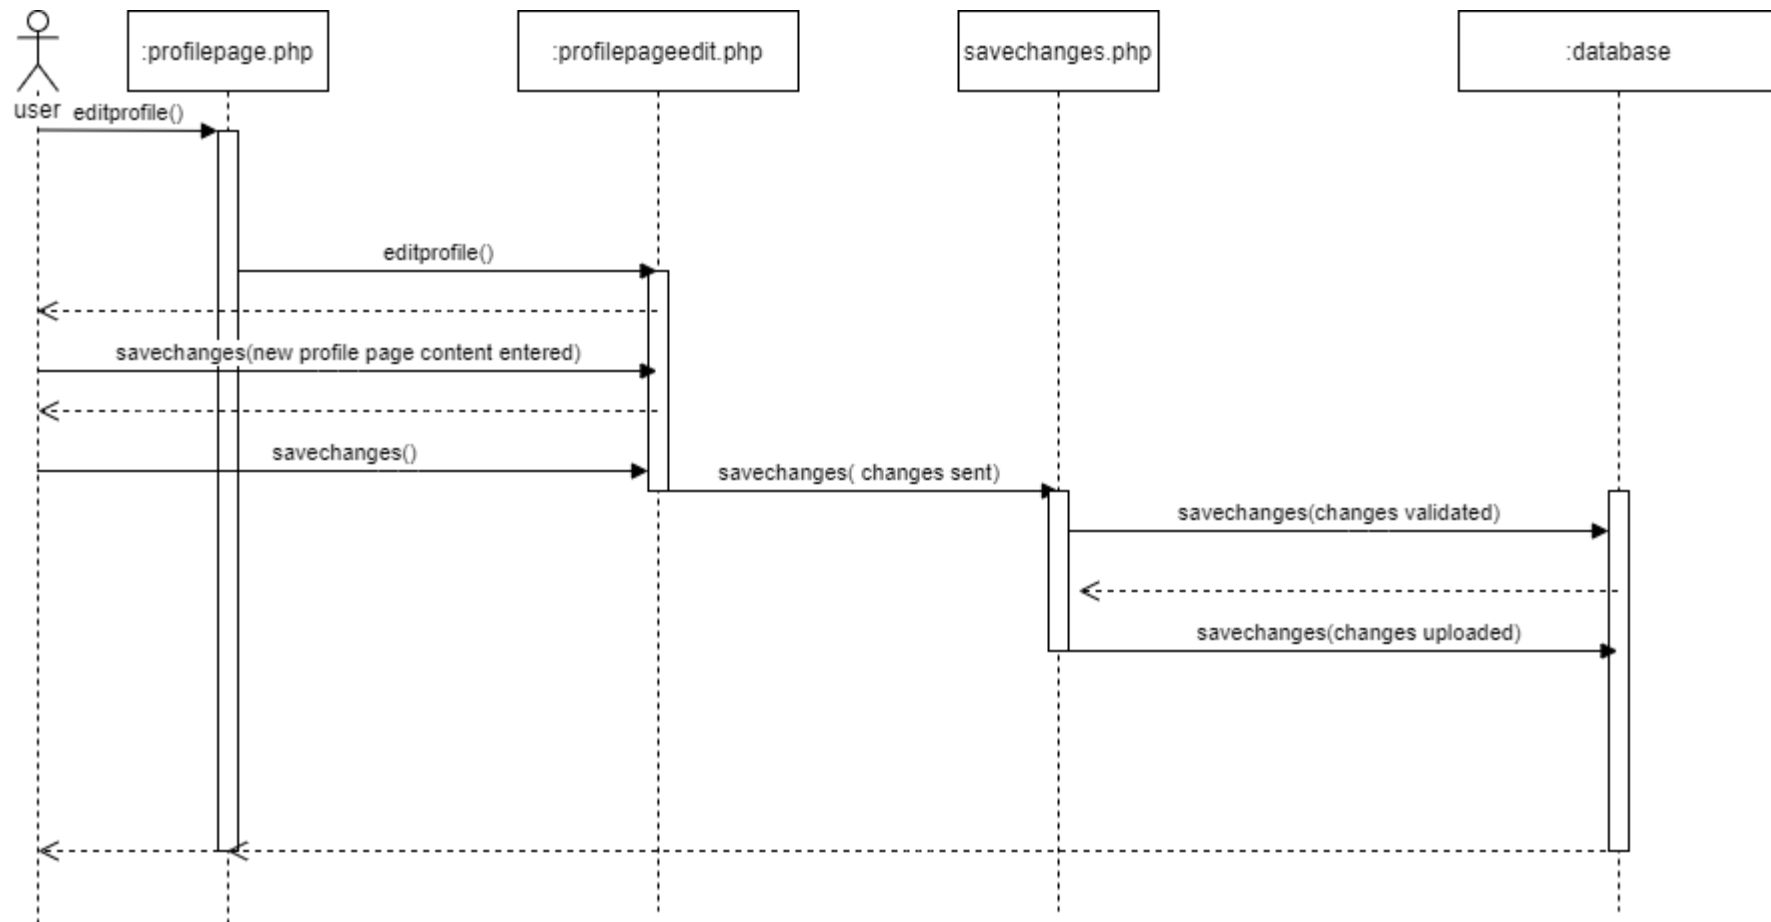 :profilepage.php
:profilepageedit.php
savechanges.php
:database
user
editprofile()
editprofile()
savechanges(new profile page content entered)
savechanges()
savechanges( changes sent)
savechanges(changes validated)
savechanges(changes uploaded)